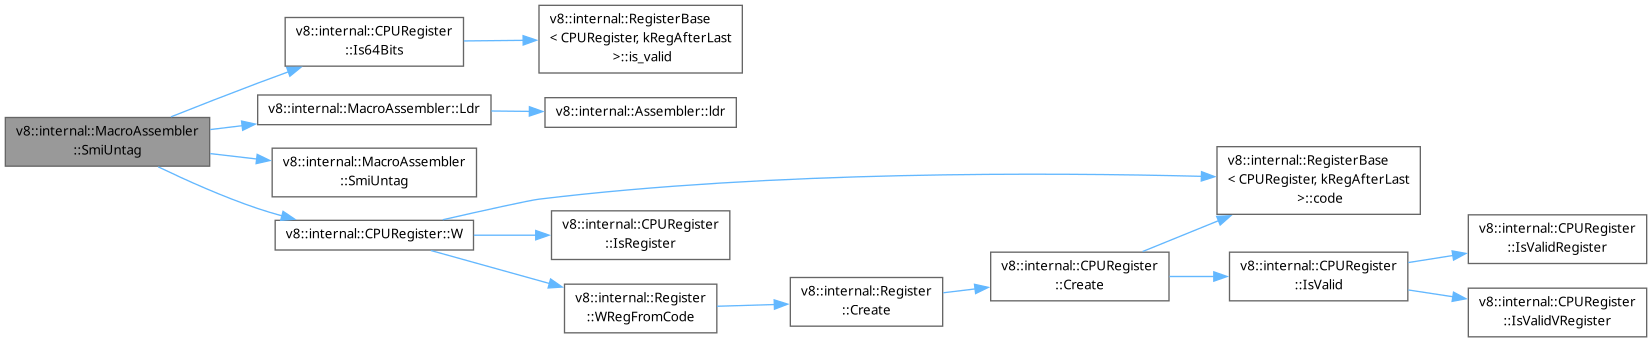 v8::internal::MacroAssembler
::SmiUntag
v8::internal::CPURegister
::Is64Bits
v8::internal::RegisterBase
< CPURegister, kRegAfterLast
>::is_valid
v8::internal::MacroAssembler::Ldr
v8::internal::Assembler::ldr
v8::internal::MacroAssembler
::SmiUntag
v8::internal::CPURegister::W
v8::internal::RegisterBase
< CPURegister, kRegAfterLast
>::code
v8::internal::CPURegister
::IsRegister
v8::internal::Register
::WRegFromCode
v8::internal::Register
::Create
v8::internal::CPURegister
::Create
v8::internal::CPURegister
::IsValid
v8::internal::CPURegister
::IsValidRegister
v8::internal::CPURegister
::IsValidVRegister